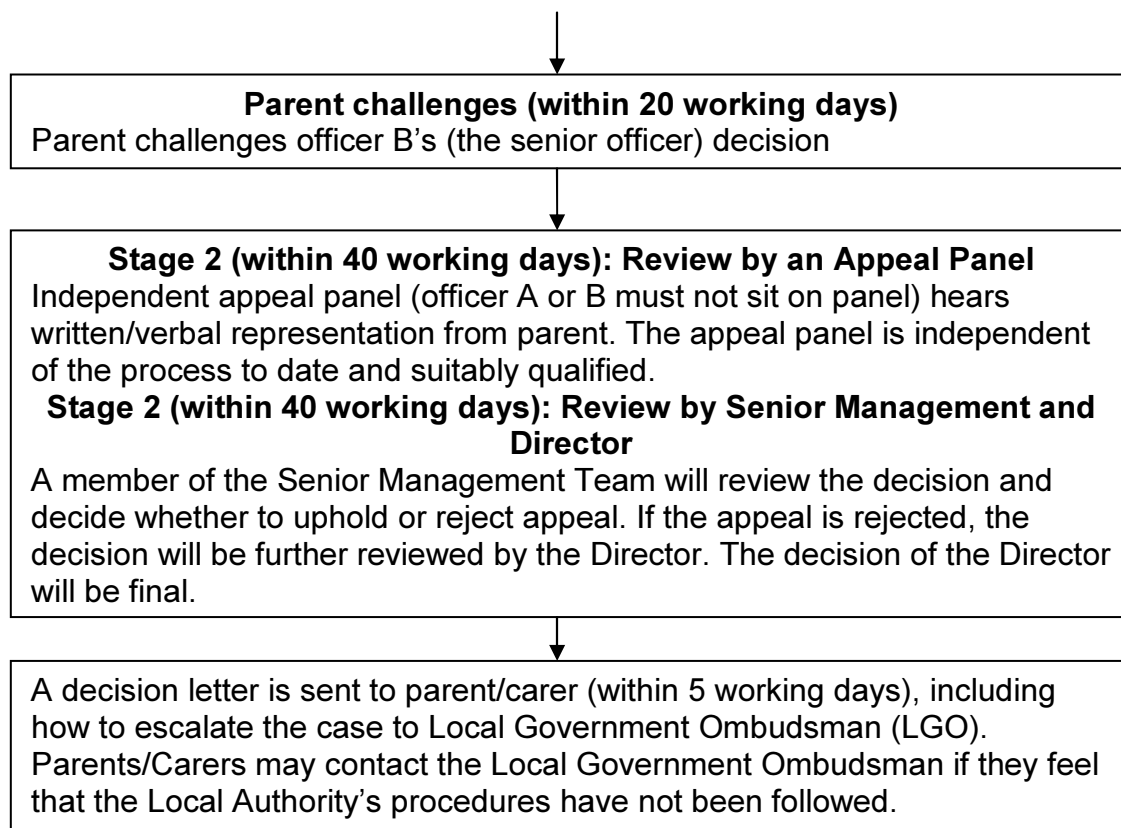 Parent challenges (within 20 working days)
Parent challenges officer B’s (the senior officer) decision
Stage 2 (within 40 working days): Review by an Appeal Panel
Independent appeal panel (officer A or B must not sit on panel) hears
written/verbal representation from parent. The appeal panel is independent
of the process to date and suitably qualified.
Stage 2 (within 40 working days): Review by Senior Management and
Director
A member of the Senior Management Team will review the decision and
decide whether to uphold or reject appeal. If the appeal is rejected, the
decision will be further reviewed by the Director. The decision of the Director
will be final.
A decision letter is sent to parent/carer (within 5 working days), including
how to escalate the case to Local Government Ombudsman (LGO).
Parents/Carers may contact the Local Government Ombudsman if they feel
that the Local Authority’s procedures have not been followed.